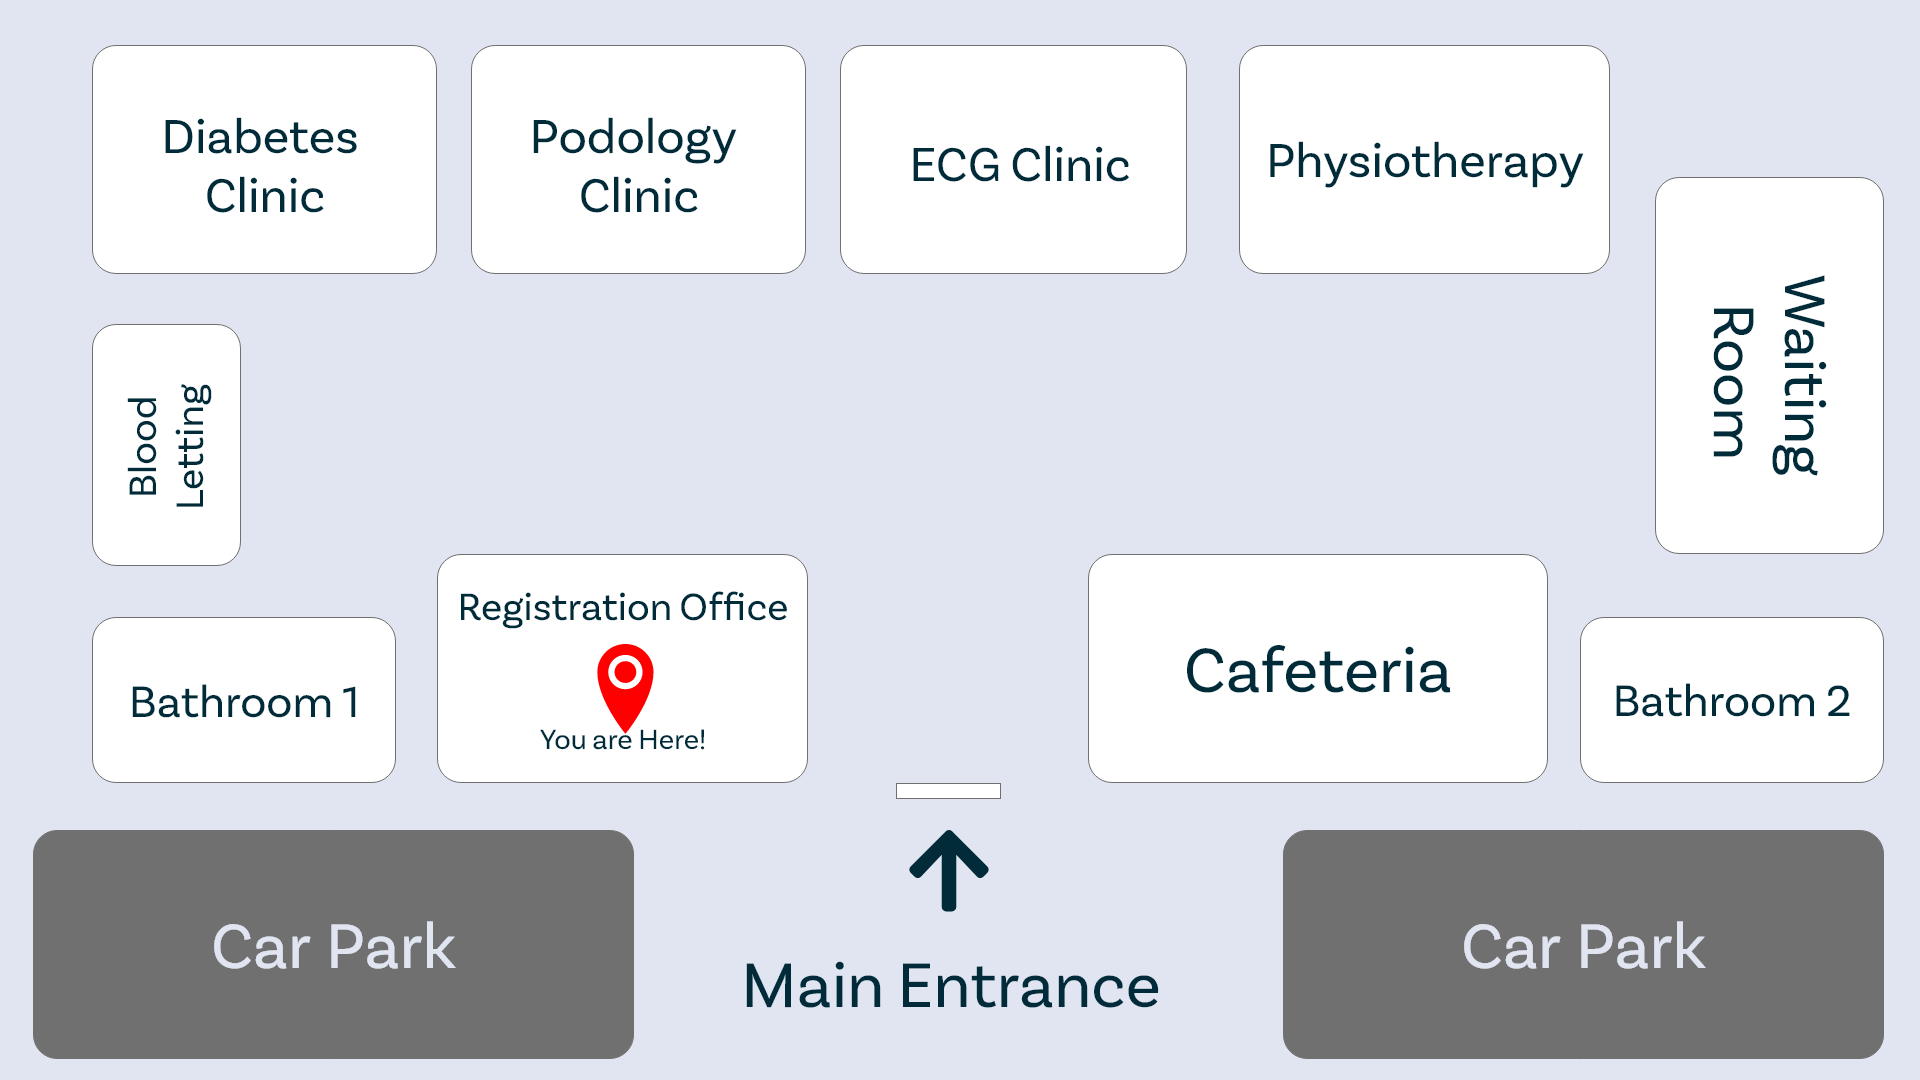 Diabetes
Clinic
Podology
Clinic
ECG Clinic
Physiotherapy
Waiting
Room
Blood
Letting
Registration Office
You are Here!
Cafeteria
Bathroom 1
Bathroom 2
Car Park
Main Entrance
Car Park